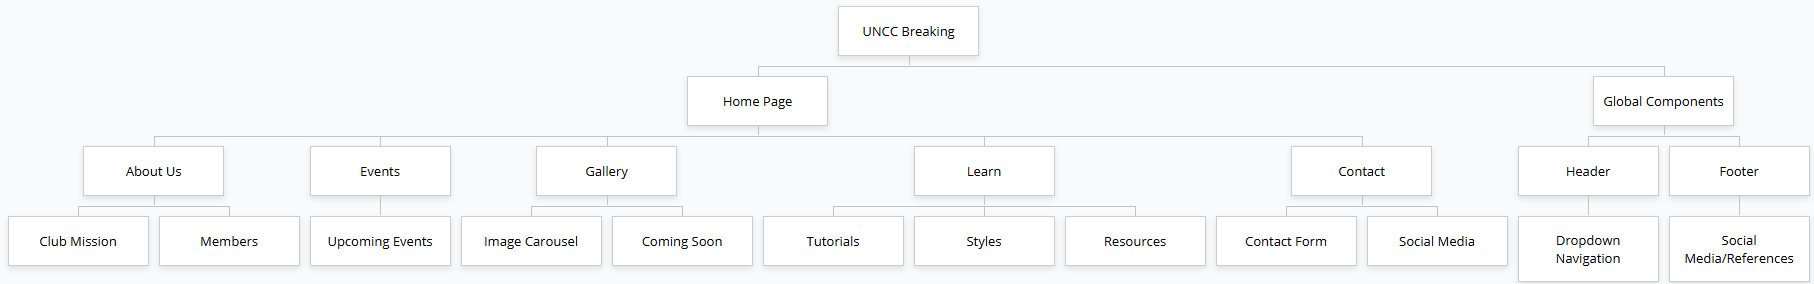 UNCC Breaking
Home Page
Global Components
About Us
Events
Gallery
Learn
Contact
Header
Footer
Club Mission
Members
Upcoming Events
Image Carousel
Coming Soon
Tutorials
Styles
Resources
Contact Form
Social Media
Dropdown
Navigation
Social
Media/References